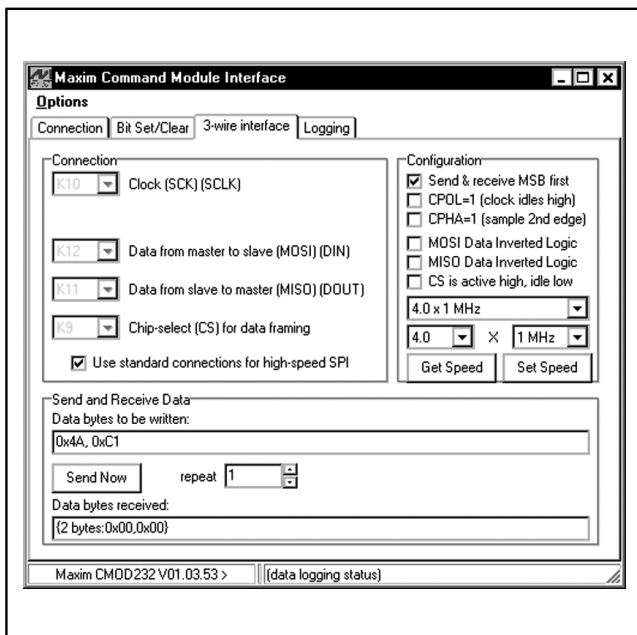 Maxim Command Module Interface
Options
Connection Bit Set/Clear 3-wire interface Logging
Connection
K10 Clock (SCK) (SCLK)
K12 Data from master to slave (MOSI) (DIN)
K11 Data from slave to master (MISO) (DOUT)
K9 Chip-select (CS) for data framing
Use standard connections for high-speed SPI
Configuration
Send & receive MSB first
CPOL=1 (clock idles high)
CPHA=1 (sample 2nd edge)
MOSI Data Inverted Logic
MISO Data Inverted Logic
CS is active high, idle low
4.0 x 1 MHz
4.0 X 1 MHz
Get Speed Set Speed
Send and Receive Data
Data bytes to be written:
0x4A, 0xC1
Send Now repeat 1
Data bytes received:
{2 bytes:0x00,0x00}
Maxim CMOD232 V01.03.53 > (data logging status)